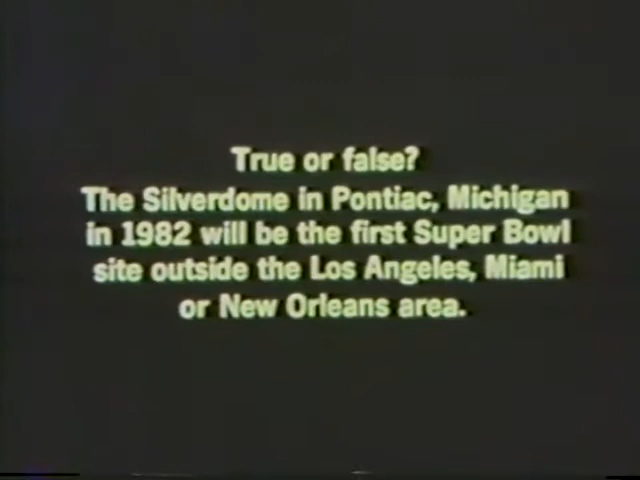 True or false?
The Silverdome in Pontiac, Michigan
in 1982 will be the first Super Bowl
site outside the Los Angeles, Miami
or New Orleans area.